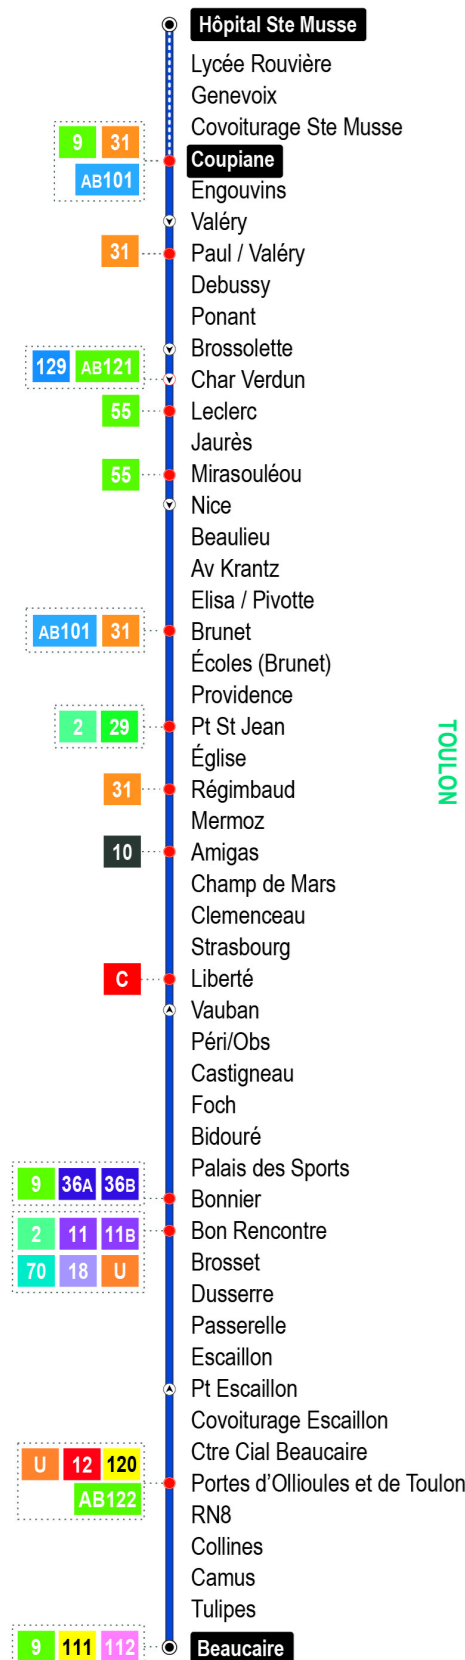 Hôpital Ste Musse
Lycée Rouvière
Genevoix
Covoiturage Ste Musse
9 31
Coupiane
AB101
Engouvins
Valéry
31 Paul / Valéry
Debussy
Ponant
Brossolette
129 AB121
Char Verdun
55 Leclerc
Jaurès
55 Mirasouléou
Nice
Beaulieu
Av Krantz
Elisa / Pivotte
AB101 31 Brunet
Écoles (Brunet)
Providence
2 29 Pt St Jean
Église
31 Régimbaud
Mermoz
10 Amigas
Champ de Mars
Clemenceau
Strasbourg
C Liberté
Vauban
Péri/Obs
Castigneau
Foch
Bidouré
Palais des Sports
9 36A 36B
Bonnier
2 11 11B Bon Rencontre
70 18 U Brosset
Dusserre
Passerelle
Escaillon
Pt Escaillon
Covoiturage Escaillon
Ctre Cial Beaucaire
U 12 120
Portes d'Ollioules et de Toulon
AB122
RN8
Collines
Camus
Tulipes
9 111 112 Beaucaire
TOULON